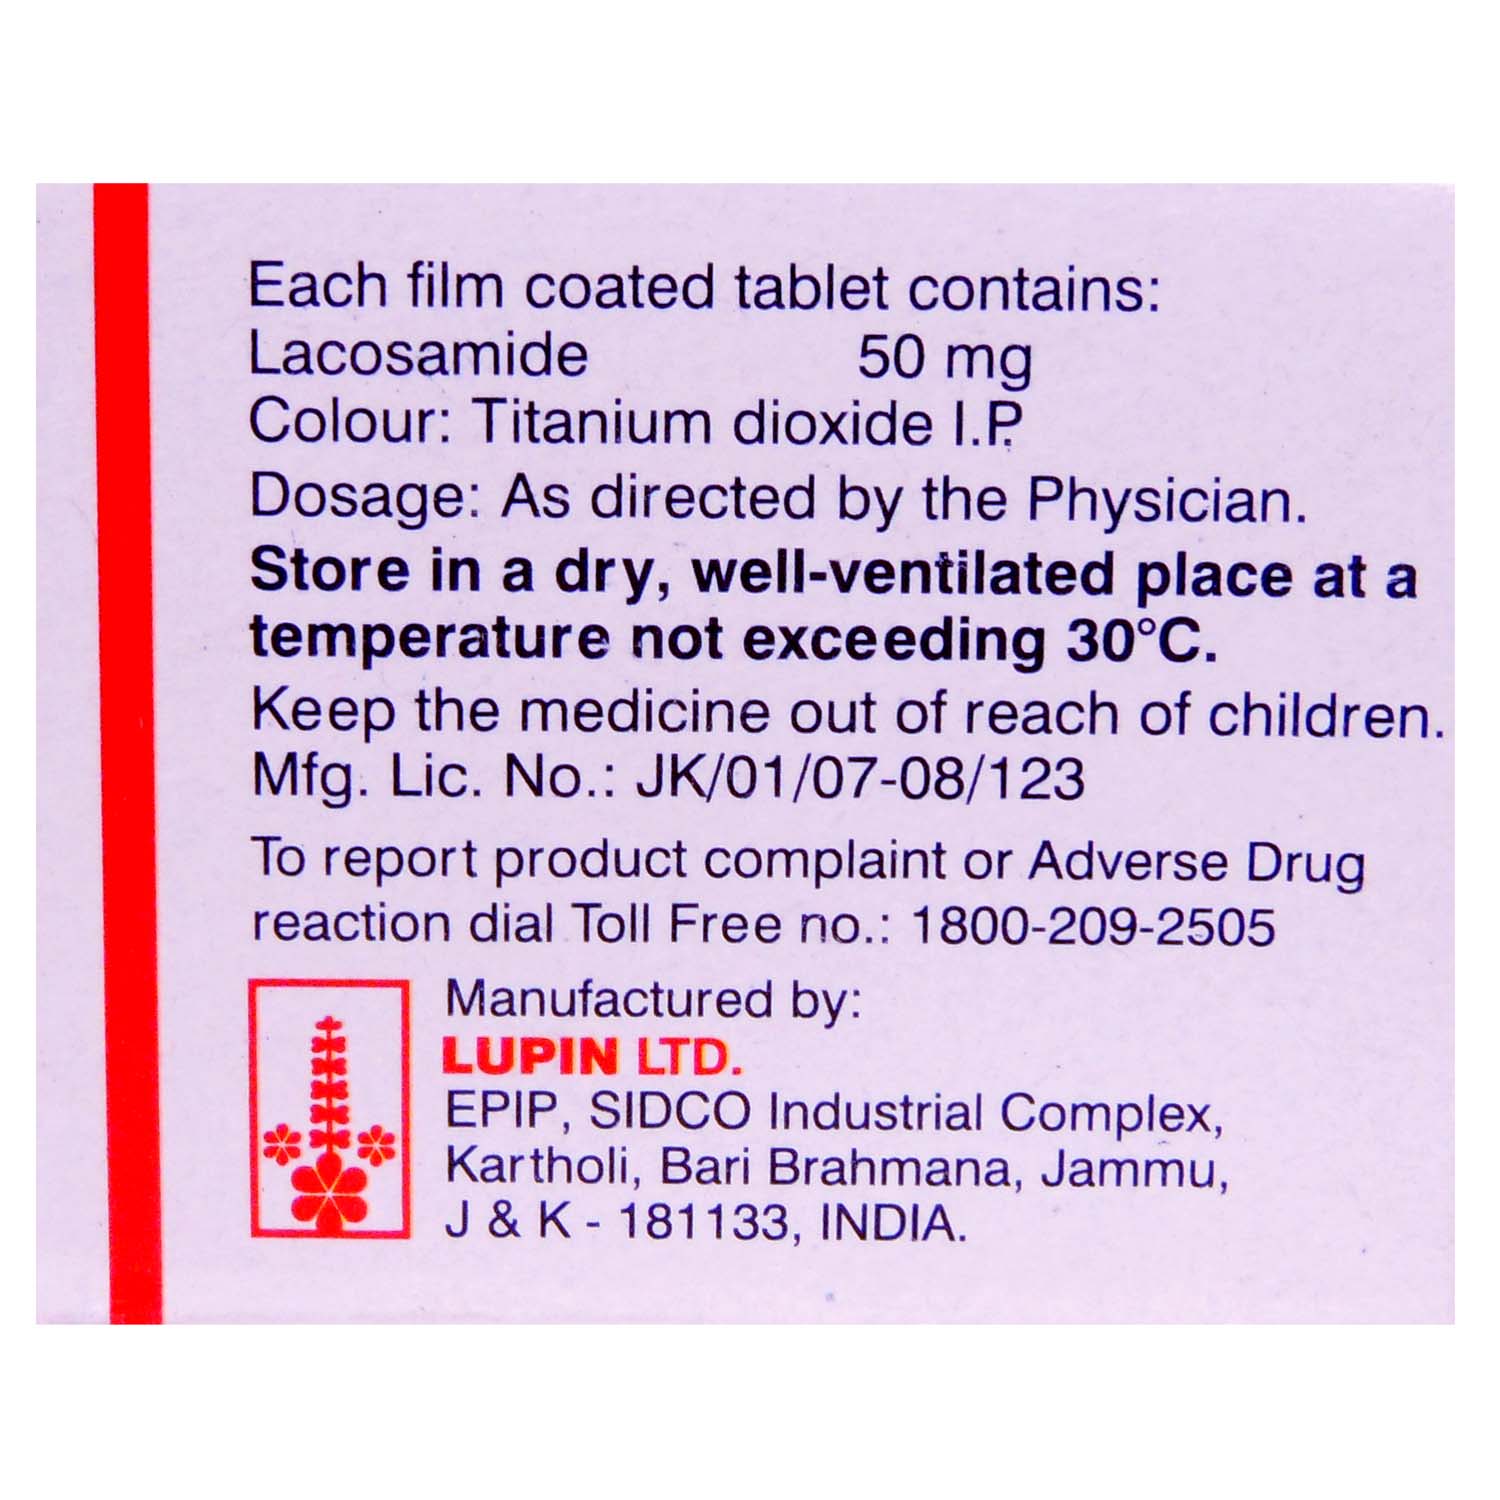 Each film coated tablet contains:
Lacosamide 50 mg
Colour: Titanium dioxide I.P.
Dosage: As directed by the Physician.
Store in a dry, well-ventilated place at a
temperature not exceeding 30°C.
Keep the medicine out of reach of children.
Mfg. Lic. No.: JK/01/07-08/123
To report product complaint or Adverse Drug
reaction dial Toll Free no.: 1800-209-2505
Manufactured by:
LUPIN LTD.
EPIP, SIDCO Industrial Complex,
Kartholi, Bari Brahmana, Jammu,
J & K - 181133, INDIA.